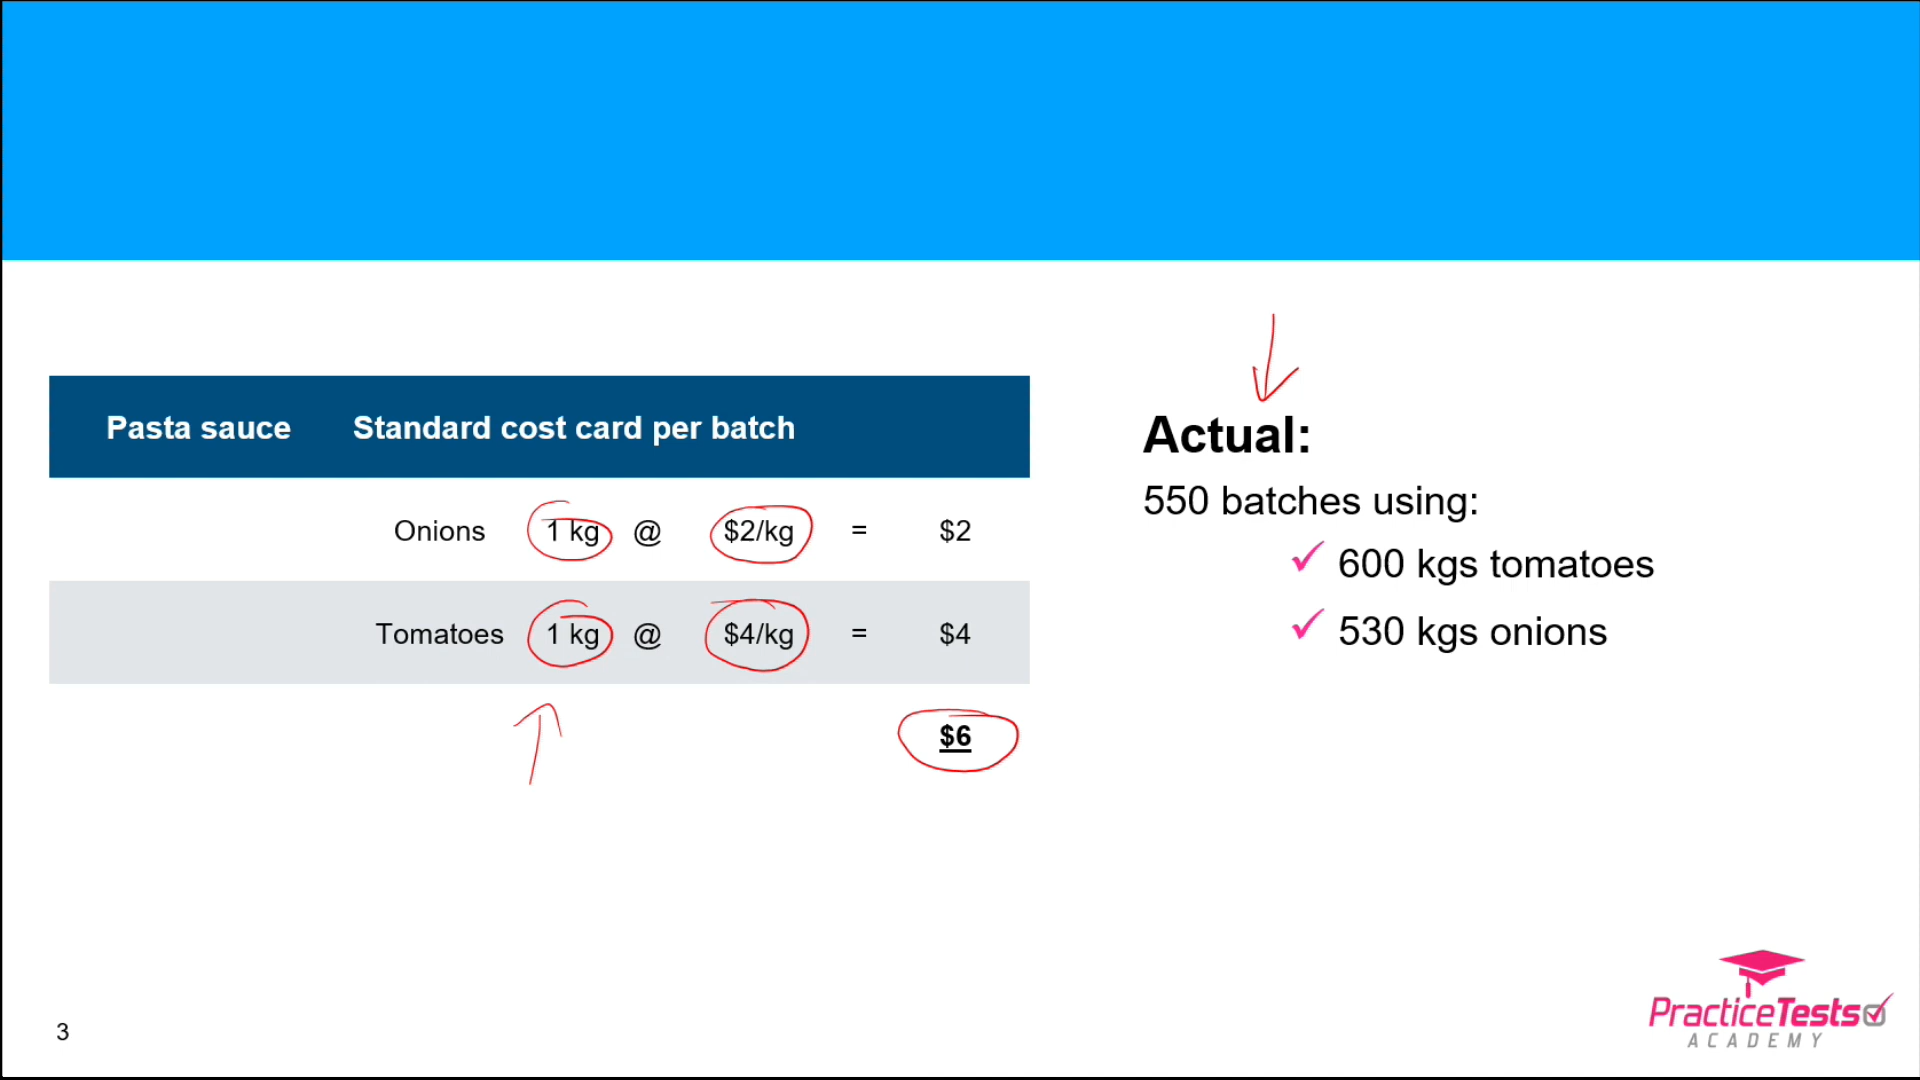 Pasta sauce Standard cost card per batch
Onions 1 kg @ $2/kg = $2
Tomatoes 1 kg @ $4/kg = $4
$6
Actual:
550 batches using:
600 kgs tomatoes
530 kgs onions
3
PracticeTests
ACADEMY